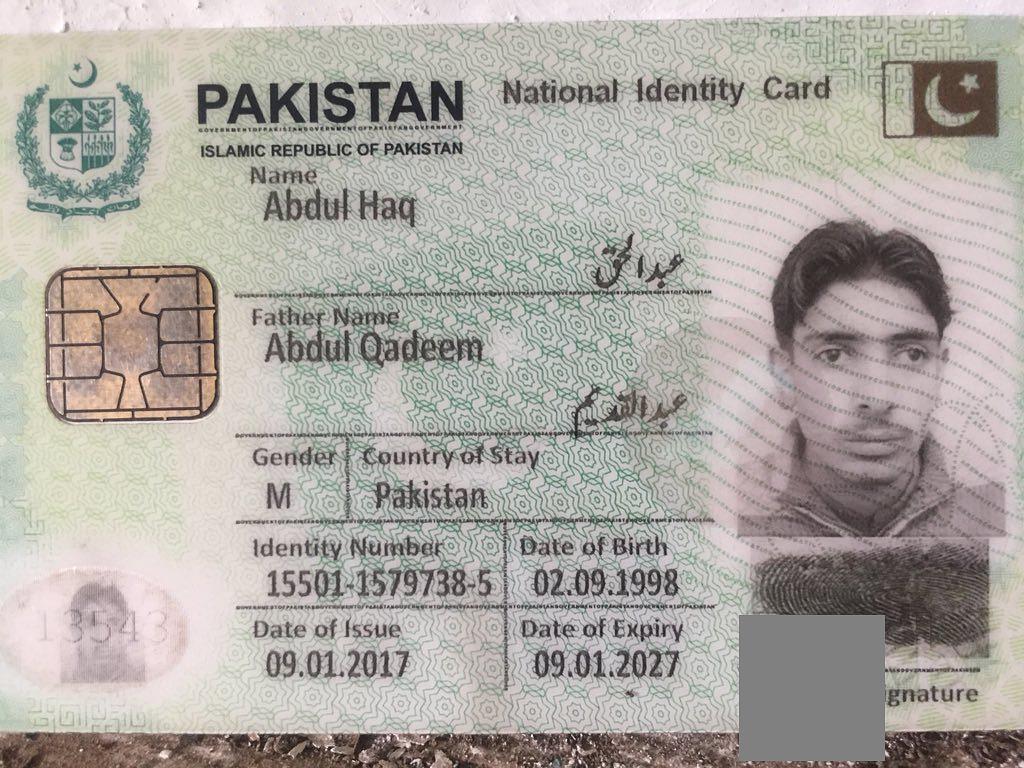 PAKISTAN National Identity Card
ISLAMIC REPUBLIC OF PAKISTAN
Name
Abdul Haq
عبدالحق
Father Name
Abdul Qadeem
عبدالقدیم
Gender Country of Stay
M Pakistan
Identity Number Date of Birth
15501-1579738-5 02.09.1998
Date of Issue Date of Expiry
09.01.2017 09.01.2027
13543
gnature